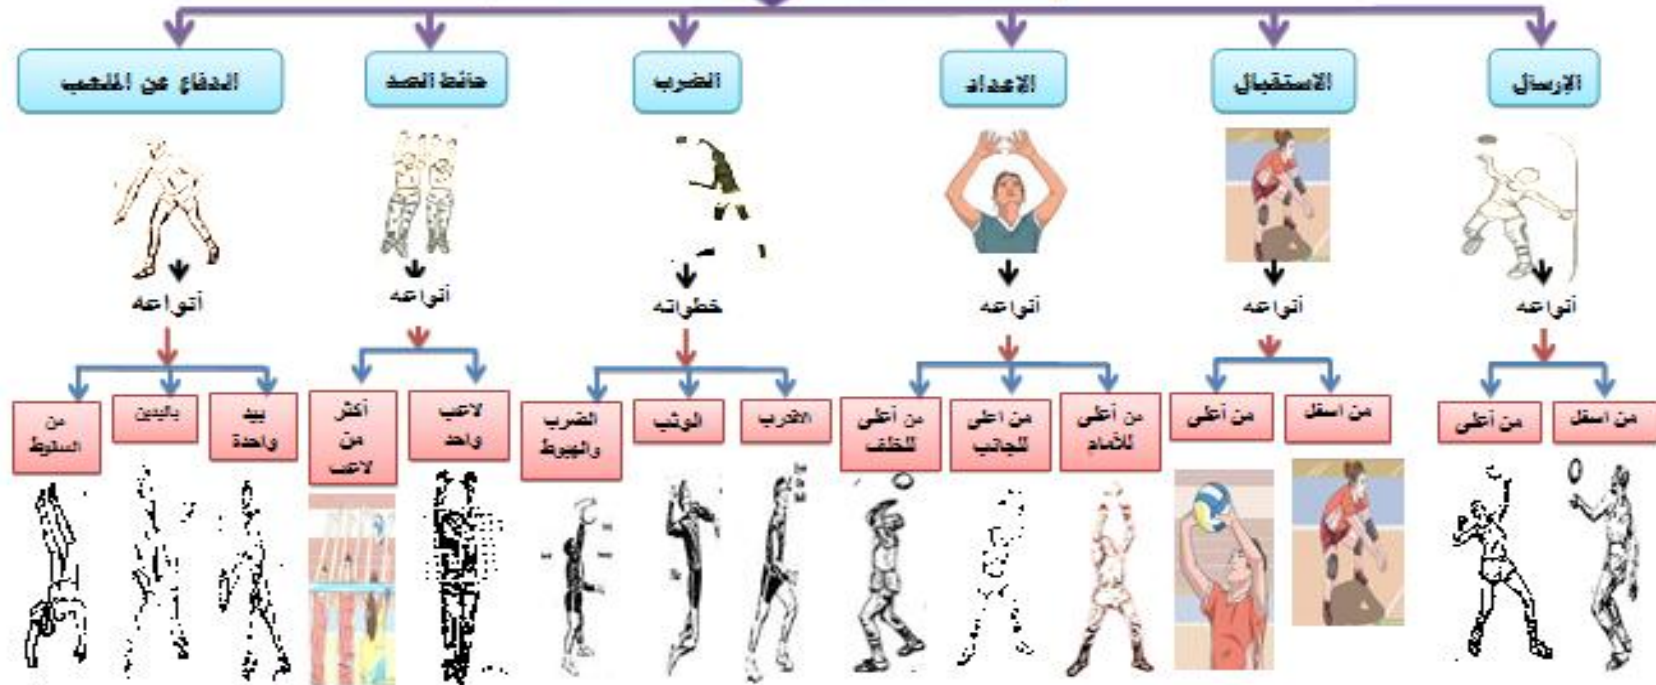 الإرسال
الاستقبال
الاعداد
الضرب
حائط الصد
الدفاع عن الملعب
أنواعه
أنواعه
أنواعه
خطواته
أنواعه
أنواعه
من اسفل
من أعلى
من اسفل
من أعلى
من أعلى
للأمام
من اعلى
للجانب
من أعلى
للخلف
الاقترب
الوثب
الضرب
والهبوط
لاعب
واحد
أكثر
من
لاعب
بيد
واحدة
باليدين
من
السقوط